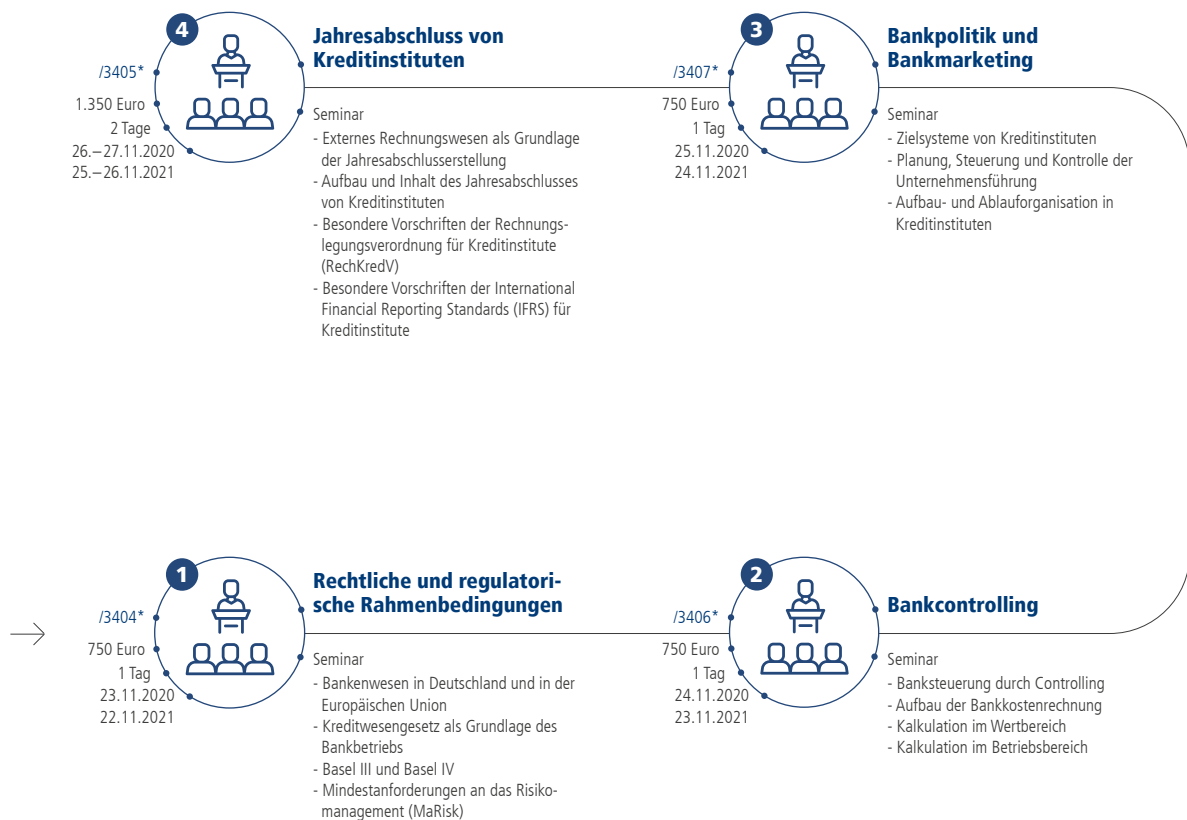 4
Jahresabschluss von
Kreditinstituten
/3405*
1.350 Euro
2 Tage
26.–27.11.2020
25.–26.11.2021
Seminar
- Externes Rechnungswesen als Grundlage
der Jahresabschlusserstellung
- Aufbau und Inhalt des Jahresabschlusses
von Kreditinstituten
- Besondere Vorschriften der Rechnungs-
legungsverordnung für Kreditinstitute
(RechKredV)
- Besondere Vorschriften der International
Financial Reporting Standards (IFRS) für
Kreditinstitute
3
Bankpolitik und
Bankmarketing
/3407*
750 Euro
1 Tag
25.11.2020
24.11.2021
Seminar
- Zielsysteme von Kreditinstituten
- Planung, Steuerung und Kontrolle der
Unternehmensführung
- Aufbau- und Ablauforganisation in
Kreditinstituten
1
Rechtliche und regulatori-
sche Rahmenbedingungen
/3404*
750 Euro
1 Tag
23.11.2020
22.11.2021
Seminar
- Bankenwesen in Deutschland und in der
Europäischen Union
- Kreditwesengesetz als Grundlage des
Bankbetriebs
- Basel III und Basel IV
- Mindestanforderungen an das Risiko-
management (MaRisk)
2
Bankcontrolling
/3406*
750 Euro
1 Tag
24.11.2020
23.11.2021
Seminar
- Banksteuerung durch Controlling
- Aufbau der Bankkostenrechnung
- Kalkulation im Wertbereich
- Kalkulation im Betriebsbereich